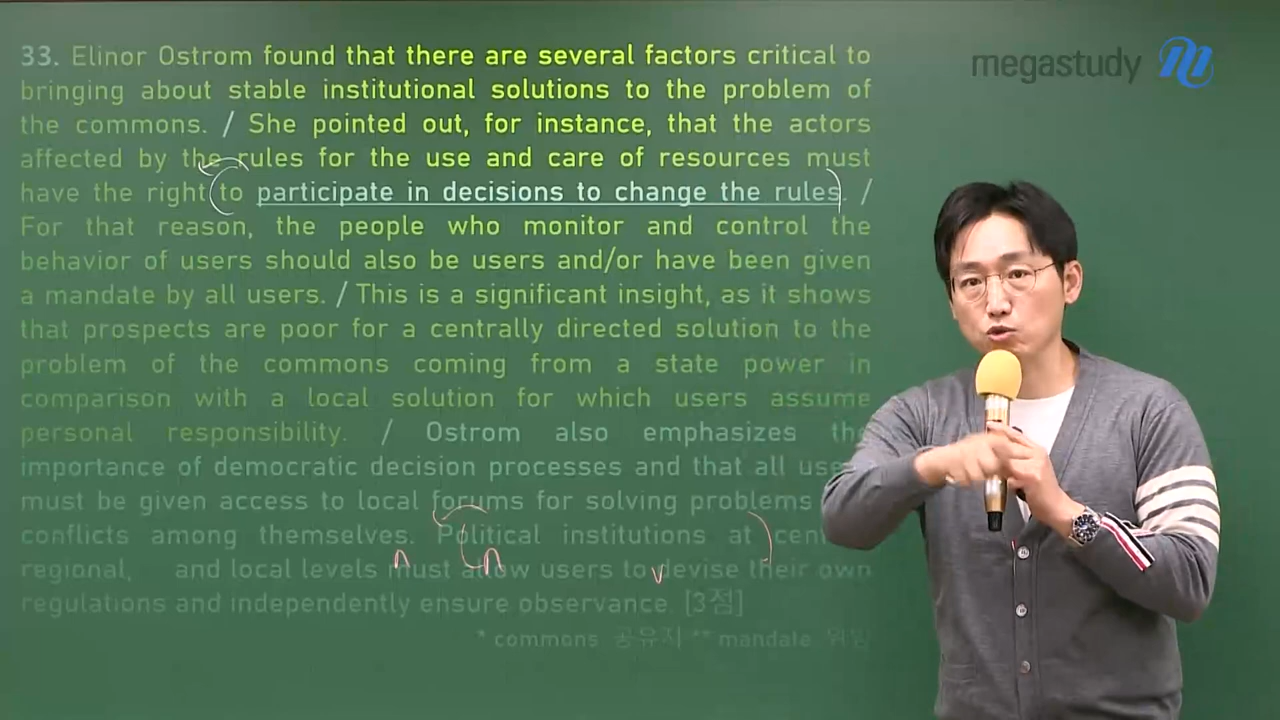 33. Elinor Ostrom found that there are several factors critical to
bringing about stable institutional solutions to the problem of
the commons. / She pointed out, for instance, that the actors
affected by the rules for the use and care of resources must
have the right (to participate in decisions to change the rules). /
For that reason, the people who monitor and control the
behavior of users should also be users and/or have been given
a mandate by all users. / This is a significant insight, as it shows
that prospects are poor for a centrally directed solution to the
problem of the commons coming from a state power in
comparison with a local solution for which users assume
personal responsibility. / Ostrom also emphasizes the
importance of democratic decision processes and that all
must be given access to local forums for solving problems
conflicts among themselves. Political institutions at
regional, and local levels must allow users to devise their own
regulations and independently ensure observance. [3점]
* commons 공유지 ** mandate 위임
n ( n v )
megastudy